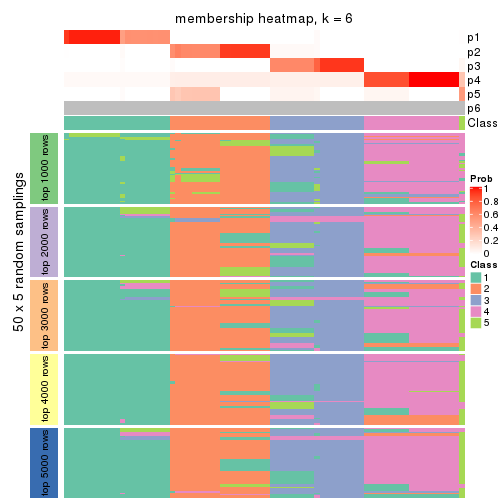 membership heatmap, k = 6
p1
p2
p3
p4
p5
p6
Class
50 x 5 random samplings
top 1000 rows
top 2000 rows
top 3000 rows
top 4000 rows
top 5000 rows
Prob
1
0.8
0.6
0.4
0.2
0
Class
1
2
3
4
5